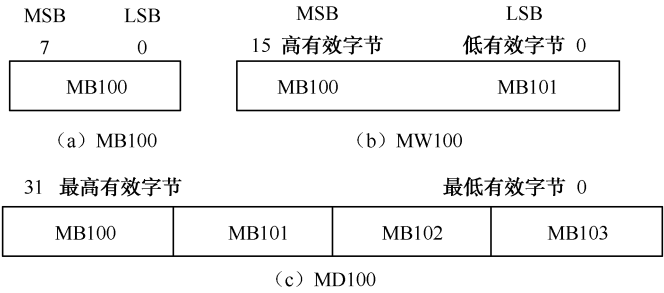 MSB LSB MSB LSB
7 0 15 高有效字节 低有效字节 0
MB100 MB100 MB101
（a）MB100 （b）MW100
31 最高有效字节 最低有效字节 0
MB100 MB101 MB102 MB103
（c）MD100